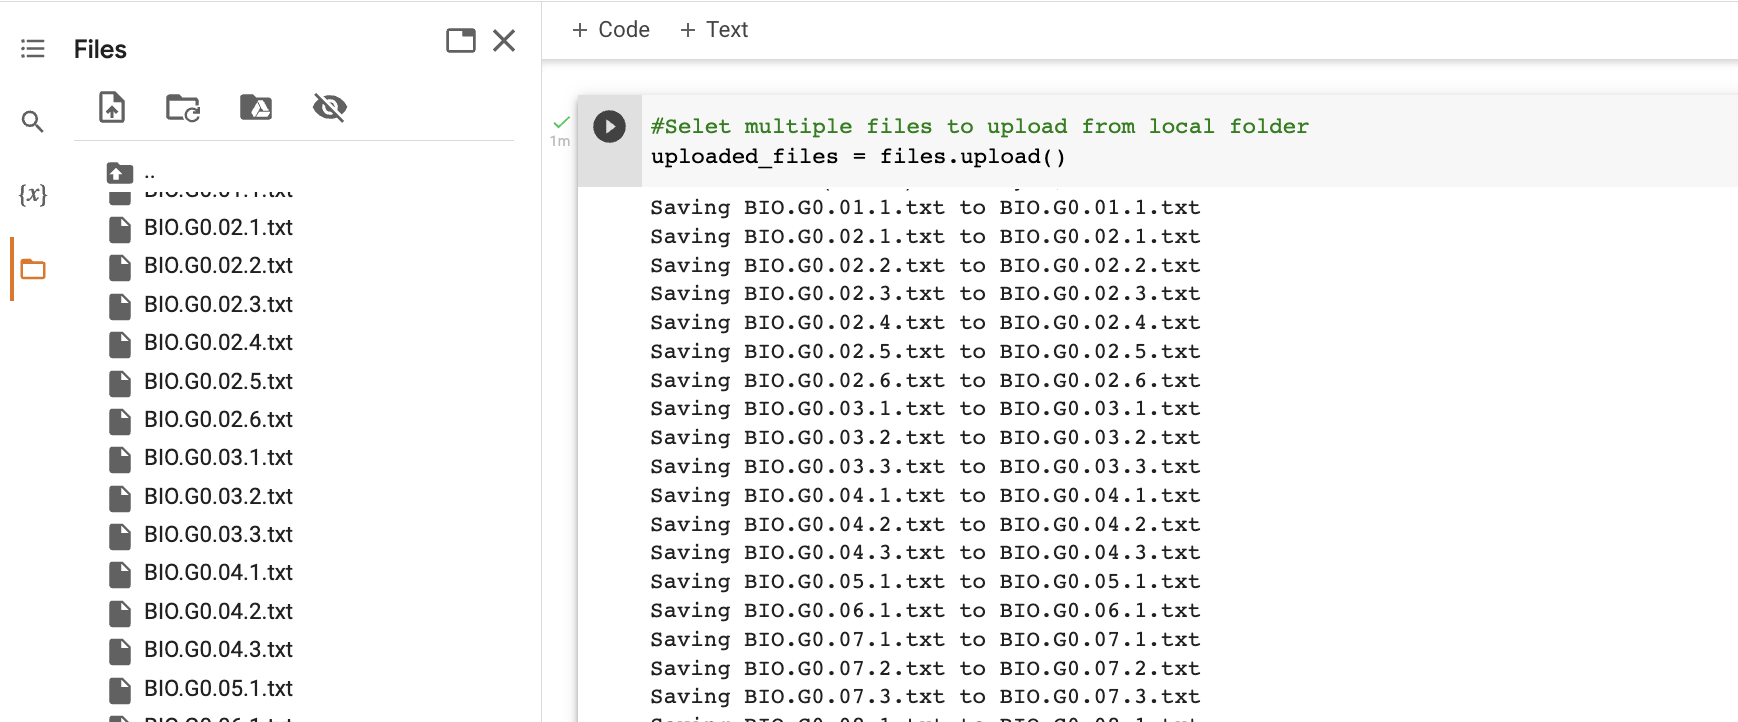 Files
..
BIO.G0.01.1.txt
BIO.G0.02.1.txt
BIO.G0.02.2.txt
BIO.G0.02.3.txt
BIO.G0.02.4.txt
BIO.G0.02.5.txt
BIO.G0.02.6.txt
BIO.G0.03.1.txt
BIO.G0.03.2.txt
BIO.G0.03.3.txt
BIO.G0.04.1.txt
BIO.G0.04.2.txt
BIO.G0.04.3.txt
BIO.G0.05.1.txt
BIO.G0.06.1.txt
{x}
+ Code + Text
1m
#Selet multiple files to upload from local folder
uploaded_files = files.upload()
Saving BIO.G0.01.1.txt to BIO.G0.01.1.txt
Saving BIO.G0.02.1.txt to BIO.G0.02.1.txt
Saving BIO.G0.02.2.txt to BIO.G0.02.2.txt
Saving BIO.G0.02.3.txt to BIO.G0.02.3.txt
Saving BIO.G0.02.4.txt to BIO.G0.02.4.txt
Saving BIO.G0.02.5.txt to BIO.G0.02.5.txt
Saving BIO.G0.02.6.txt to BIO.G0.02.6.txt
Saving BIO.G0.03.1.txt to BIO.G0.03.1.txt
Saving BIO.G0.03.2.txt to BIO.G0.03.2.txt
Saving BIO.G0.03.3.txt to BIO.G0.03.3.txt
Saving BIO.G0.04.1.txt to BIO.G0.04.1.txt
Saving BIO.G0.04.2.txt to BIO.G0.04.2.txt
Saving BIO.G0.04.3.txt to BIO.G0.04.3.txt
Saving BIO.G0.05.1.txt to BIO.G0.05.1.txt
Saving BIO.G0.06.1.txt to BIO.G0.06.1.txt
Saving BIO.G0.07.1.txt to BIO.G0.07.1.txt
Saving BIO.G0.07.2.txt to BIO.G0.07.2.txt
Saving BIO.G0.07.3.txt to BIO.G0.07.3.txt